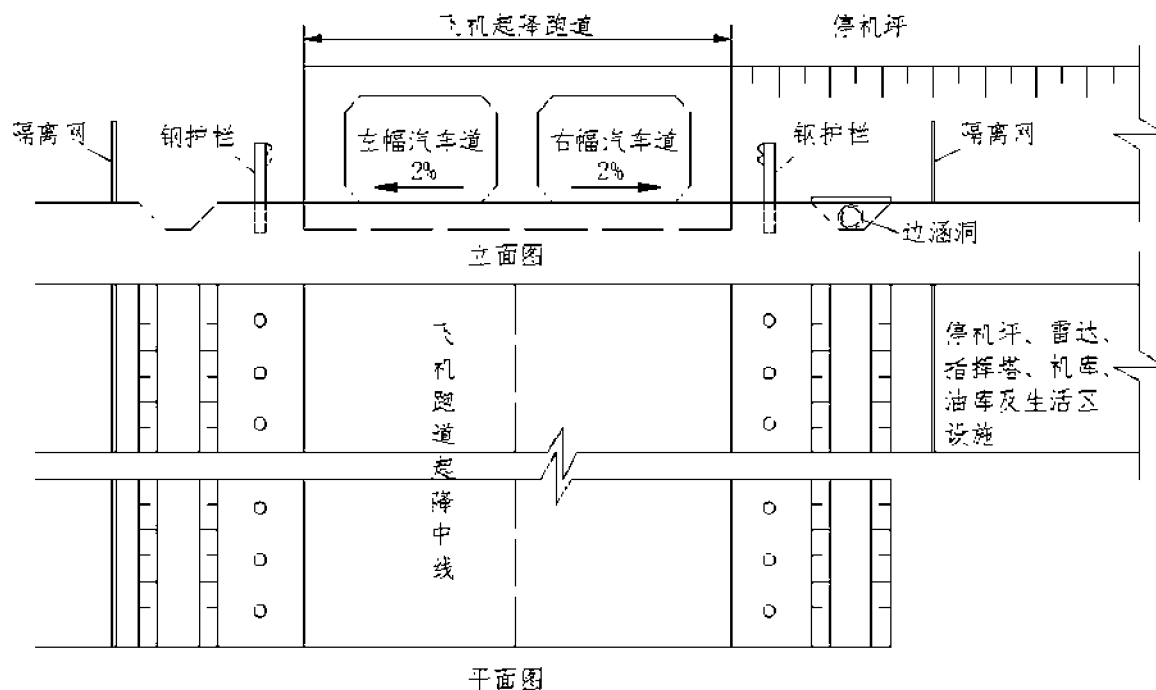 飞机起降跑道
停机坪
隔离网
钢护栏
左幅汽车道
2%
右幅汽车道
2%
钢护栏
隔离网
边涵洞
立面图
飞机跑道起降中线
停机坪、雷达、
指挥塔、机库、
油库及生活区
设施
平面图